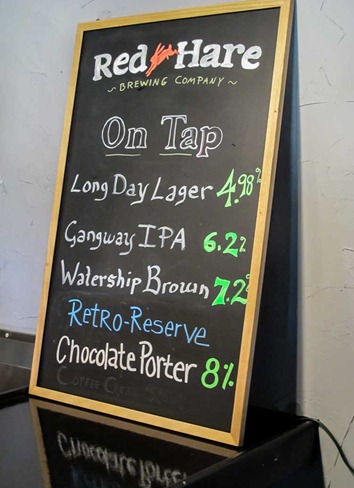 Red Hare
~ BREWING COMPANY ~
On Tap
Long Day Lager 4.98%
Gangway IPA 6.2%
Watership Brown 7.2%
Retro-Reserve
Chocolate Porter 8%